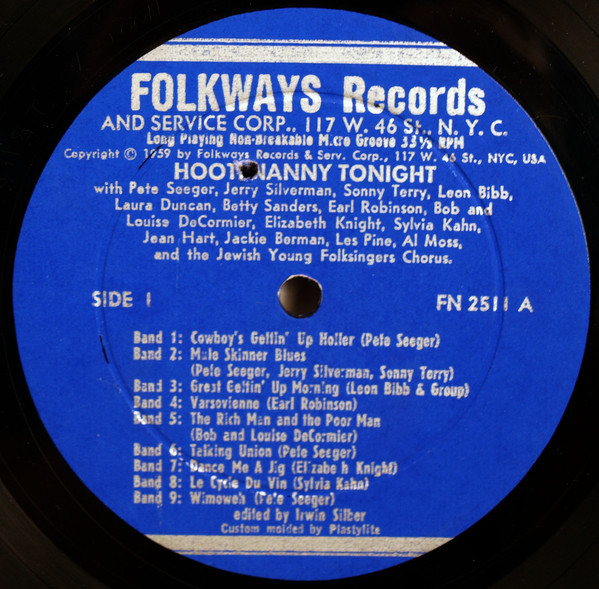 FOLKWAYS Records
AND SERVICE CORP., 117 W. 46 St., N. Y. C.
Long Playing Non-Breakable Micro Groove 33⅓ RPM
Copyright © 1959 by Folkways Records & Serv. Corp., 117 W. 46 St., NYC, USA
HOOTENANNY TONIGHT
with Pete Seeger, Jerry Silverman, Sonny Terry, Leon Bibb,
Laura Duncan, Betty Sanders, Earl Robinson, Bob and
Louise DeCormier, Elizabeth Knight, Sylvia Kahn,
Jean Hart, Jackie Berman, Les Pine, Al Moss,
and the Jewish Young Folksingers Chorus.
SIDE 1 FN 2511 A
Band 1: Cowboy's Gettin' Up Holler (Pete Seeger)
Band 2: Mule Skinner Blues
(Pete Seeger, Jerry Silverman, Sonny Terry)
Band 3: Great Gettin' Up Morning (Leon Bibb & Group)
Band 4: Varsovienne (Earl Robinson)
Band 5: The Rich Man and the Poor Man
(Bob and Louise DeCormier)
Band 6: Talking Union (Pete Seeger)
Band 7: Dance Me A Jig (Elizabeth Knight)
Band 8: Le Cycle Du Vin (Sylvia Kahn)
Band 9: Wimoweh (Pete Seeger)
edited by Irwin Silber
Custom molded by Plastylite